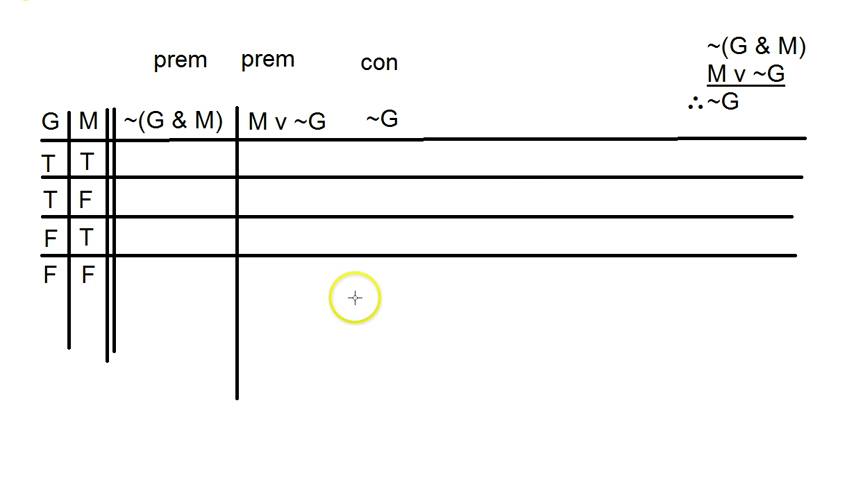 prem prem con
~(G & M)
M v ~G
∴~G
G M ~(G & M) M v ~G ~G
T T
T F
F T
F F